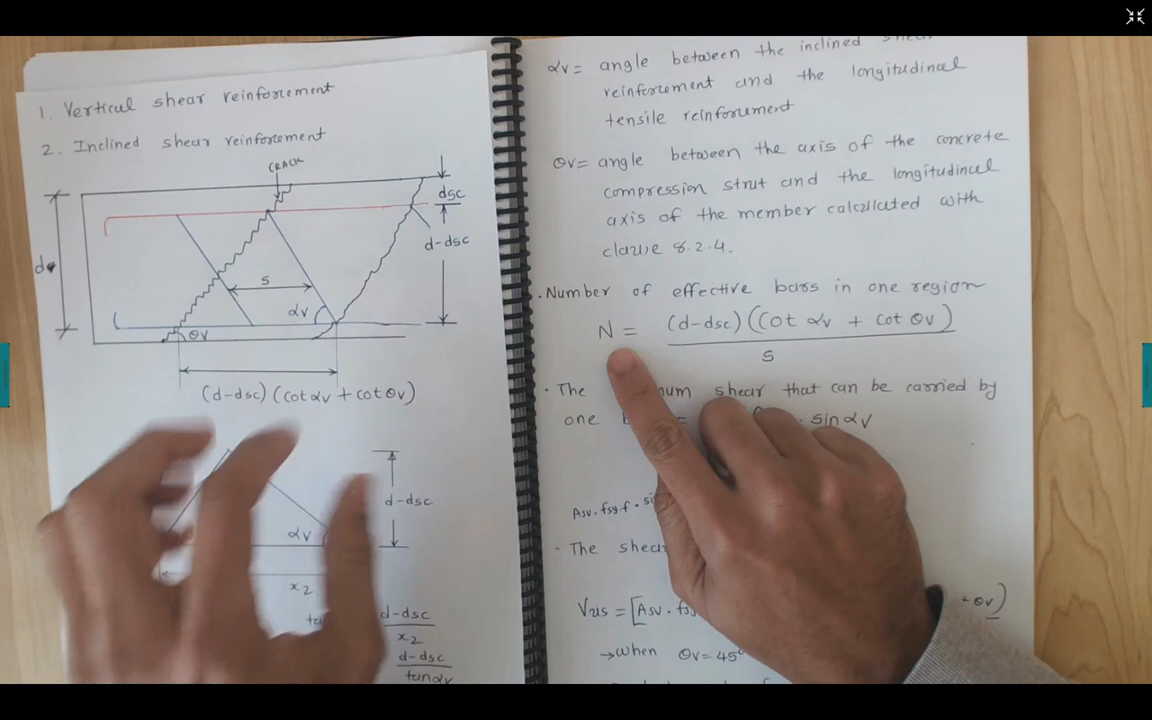 1. Vertical shear reinforcement
2. Inclined shear reinforcement
CRACK
dsc
d-dsc
d
s
αv
θv
(d-dsc) (cot αv + cot θv)
d-dsc
αv
x2
d-dsc
x2
d-dsc
tan αv
αv = angle between the inclined shear
reinforcement and the longitudinal
tensile reinforcement
θv = angle between the axis of the concrete
compression strut and the longitudinal
axis of the member calculated with
clause 8.2.4.
. Number of effective bars in one region
N = (d-dsc) (cot αv + cot θv)
s
· The shear that can be carried by
one = · sin αv
Asv. fsy.f.
- The shear
Vus = [Asv.
+ θv)
→ when θv = 45°